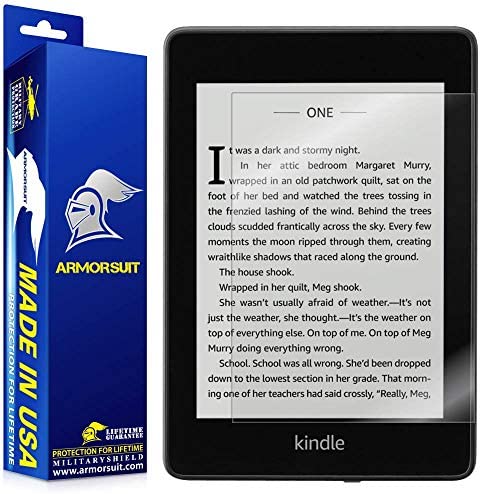 MILITARY
SHIELD
ARMORSUIT
MADE IN USA
PROTECTION FOR LIFETIME
LIFETIME
GUARANTEE
PROTECTION FOR LIFETIME
MILITARYSHIELD
www.armorsuit.com
ONE
It was a dark and stormy night.
In her attic bedroom Margaret Murry,
wrapped in an old patchwork quilt, sat on the
foot of her bed and watched the trees tossing in
the frenzied lashing of the wind. Behind the trees
clouds scudded frantically across the sky. Every few
moments the moon ripped through them, creating
wraithlike shadows that raced along the ground.
The house shook.
Wrapped in her quilt, Meg shook.
She wasn't usually afraid of weather.—It's not
just the weather, she thought.—It's the weather on
top of everything else. On top of me. On top of Meg
Murry doing everything wrong.
School. School was all wrong. She'd been dropped
down to the lowest section in her grade. That morn-
ing one of her teachers had said crossly, "Really, Meg,
kindle